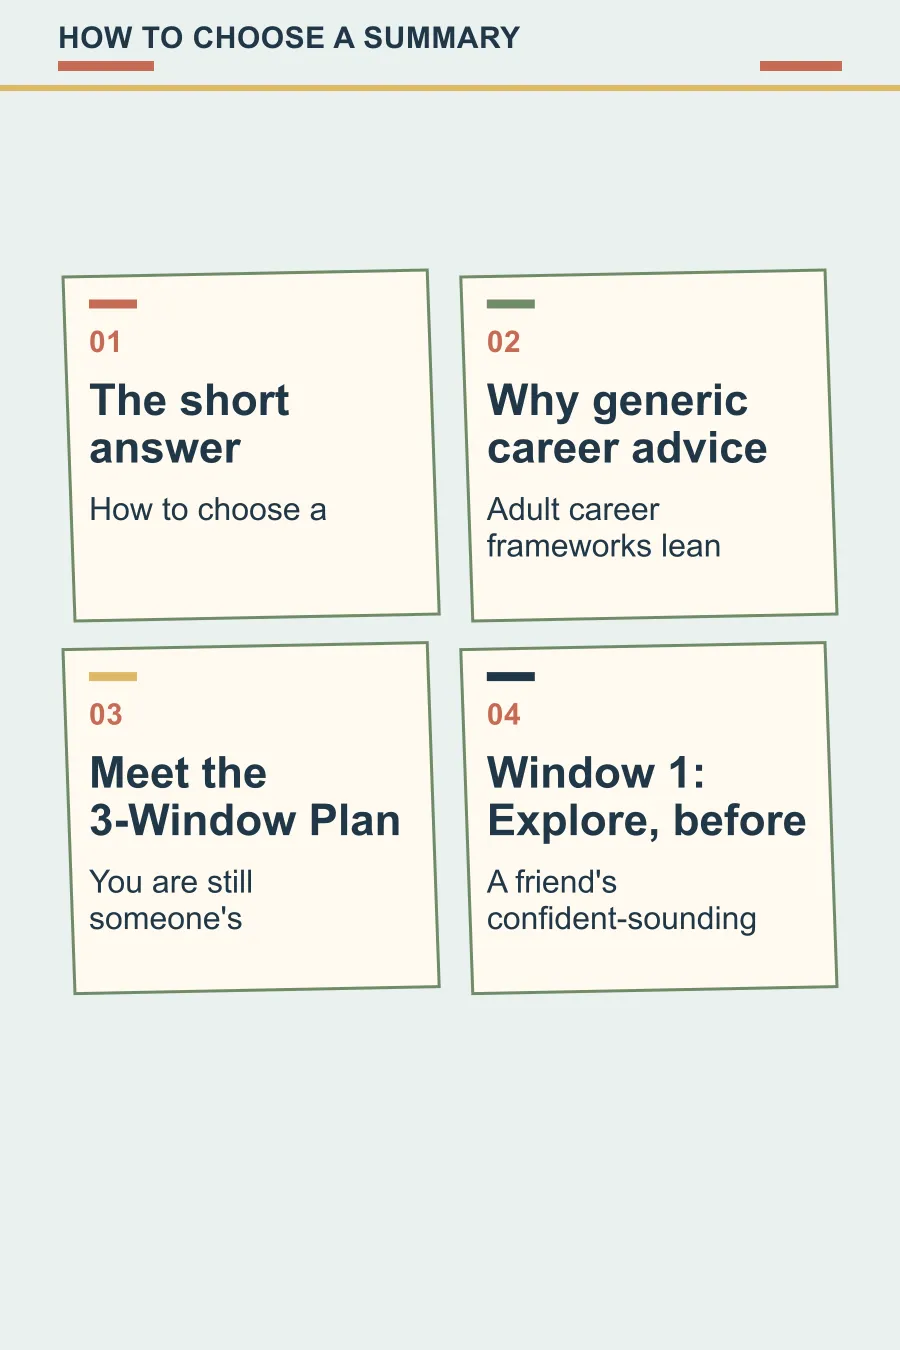 HOW TO CHOOSE A SUMMARY
01
The short
answer
How to choose a
02
Why generic
career advice
Adult career
frameworks lean
03
Meet the
3-Window Plan
You are still
someone's
04
Window 1:
Explore, before
A friend's
confident-sounding